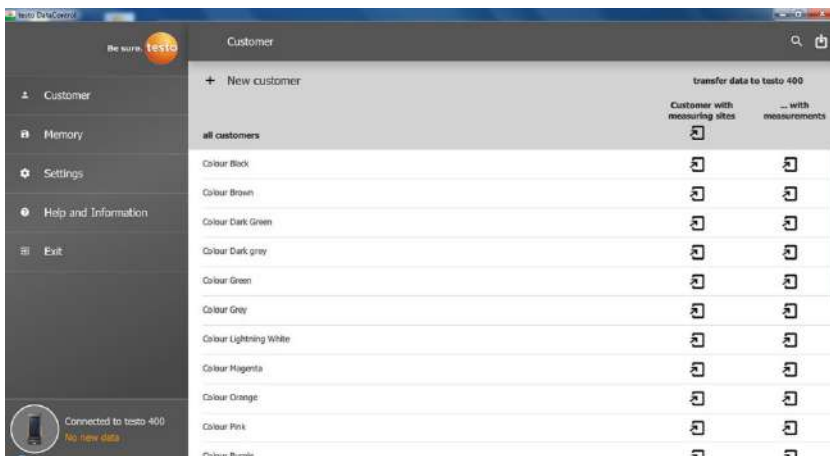 testo DataControl
Be sure. testo
Customer
Customer
Memory
Settings
Help and Information
Exit
Connected to testo 400
No new data
+ New customer
transfer data to testo 400
Customer with
measuring sites
... with
measurements
all customers
Colour Black
Colour Brown
Colour Dark Green
Colour Dark grey
Colour Green
Colour Grey
Colour Lightning White
Colour Magenta
Colour Orange
Colour Pink
Colour Purple